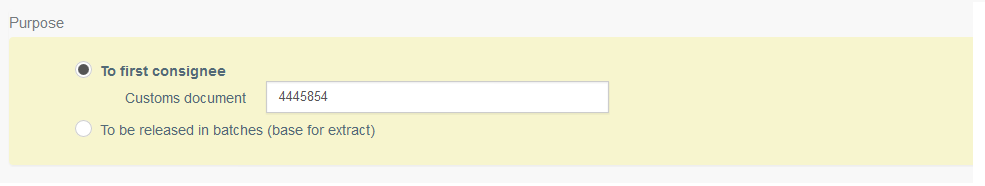 Purpose
To first consignee
Customs document 4445854
To be released in batches (base for extract)